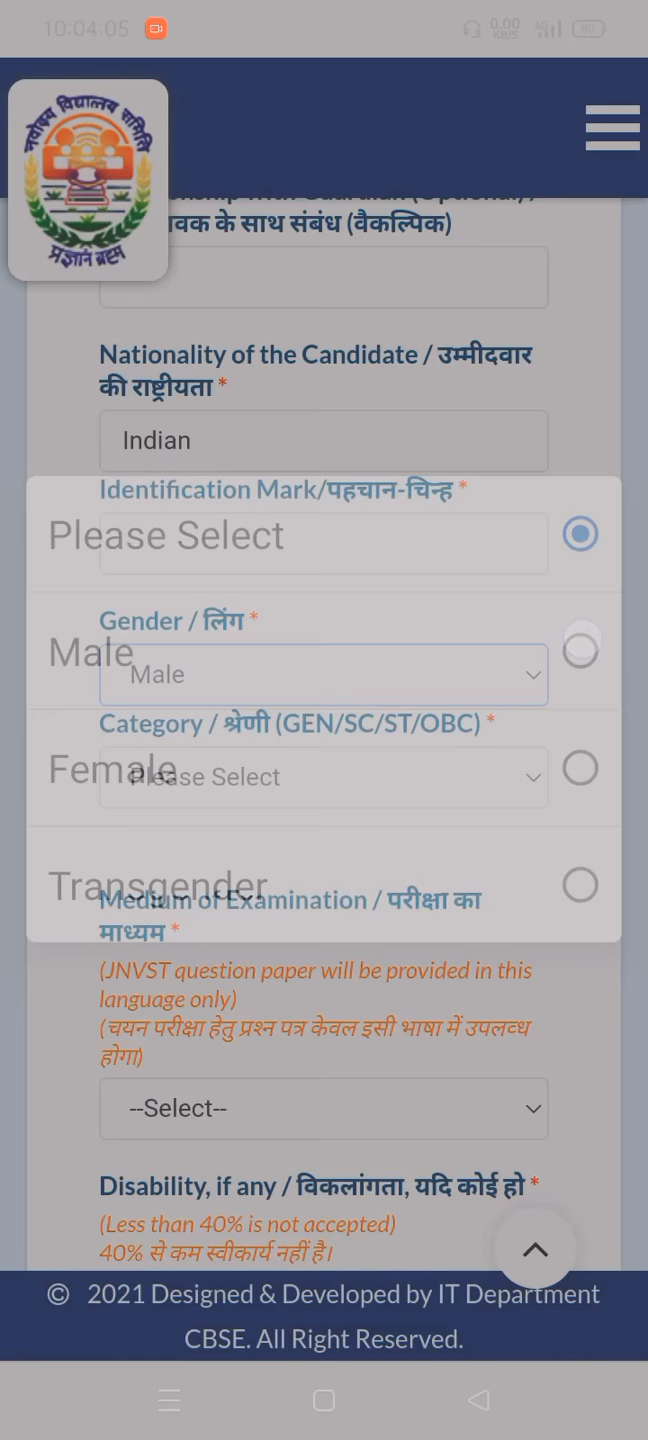 10:04:05
0.00
KB/S
4G
नवोदय विद्यालय समिति
प्रज्ञानं ब्रह्म
के साथ संबंध (वैकल्पिक)
Nationality of the Candidate / उम्मीदवार
की राष्ट्रीयता *
Indian
Identification Mark/पहचान-चिन्ह *
Please Select
Gender / लिंग *
Male
Male
Category / श्रेणी (GEN/SC/ST/OBC) *
Female
Please Select
Transgender
Medium of Examination / परीक्षा का
माध्यम *
(JNVST question paper will be provided in this
language only)
(चयन परीक्षा हेतु प्रश्न पत्र केवल इसी भाषा में उपलव्ध
होगा)
--Select--
Disability, if any / विकलांगता, यदि कोई हो *
(Less than 40% is not accepted)
40% से कम स्वीकार्य नहीं है।
© 2021 Designed & Developed by IT Department
CBSE. All Right Reserved.